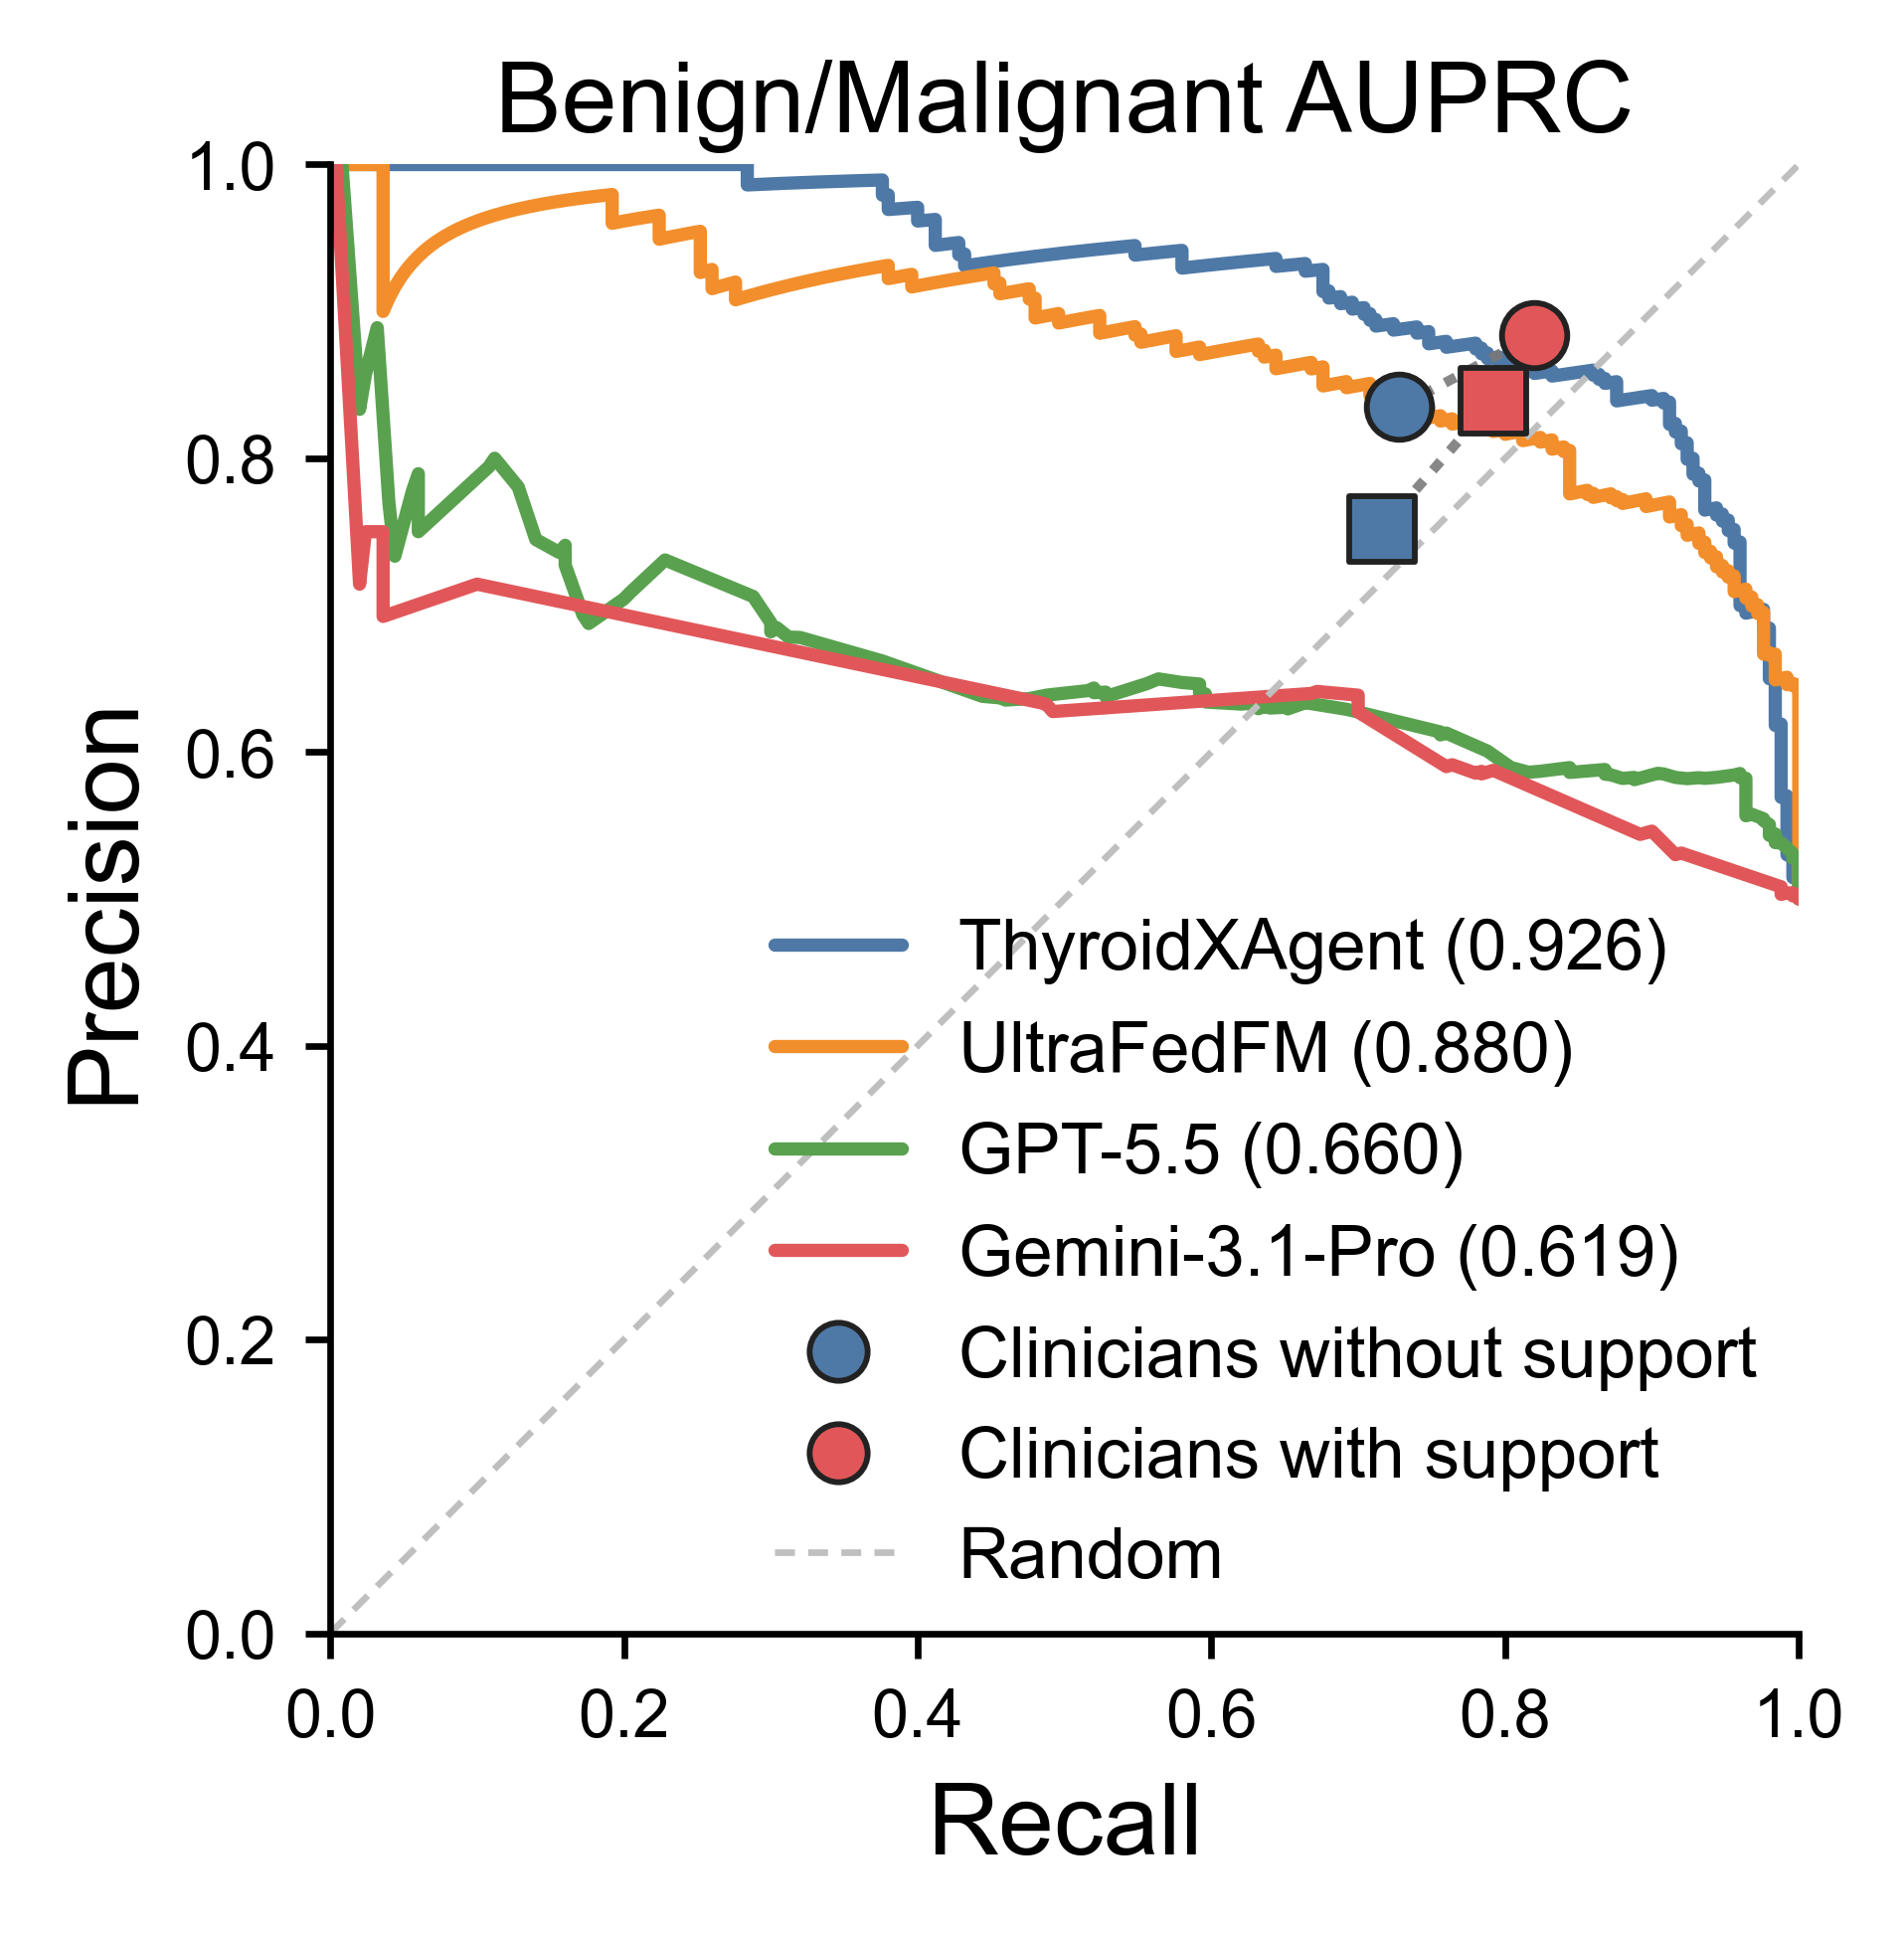 Benign/Malignant AUPRC
1.0
0.8
0.6
0.4
0.2
0.0
Precision
ThyroidXAgent (0.926)
UltraFedFM (0.880)
GPT-5.5 (0.660)
Gemini-3.1-Pro (0.619)
Clinicians without support
Clinicians with support
Random
0.0 0.2 0.4 0.6 0.8 1.0
Recall